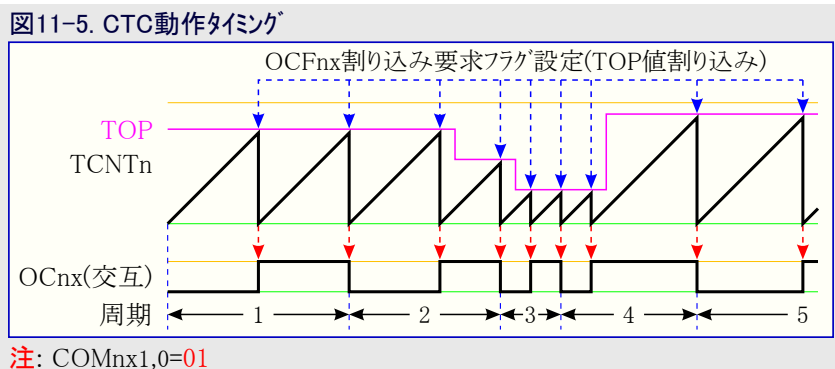 図11-5. CTC動作ﾀｲﾐﾝｸﾞ
OCFnx割り込み要求ﾌﾗｸﾞ設定(TOP値割り込み)
TOP
TCNTn
OCnx(交互)
周期
1
2
3
4
5
注: COMnx1,0=01